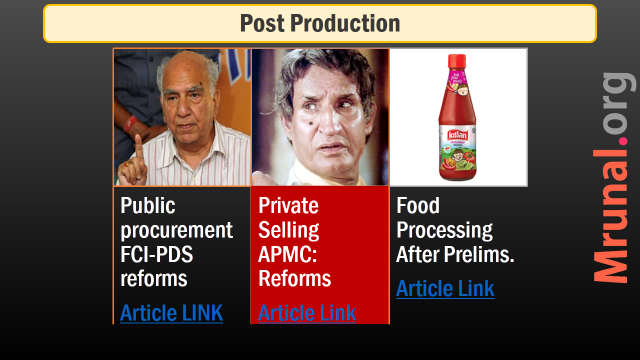 Post Production
Public
procurement
FCI-PDS
reforms
Article LINK
Private
Selling
APMC:
Reforms
Article Link
Kissan
Food
Processing
After Prelims.
Article Link
Mrunal.org